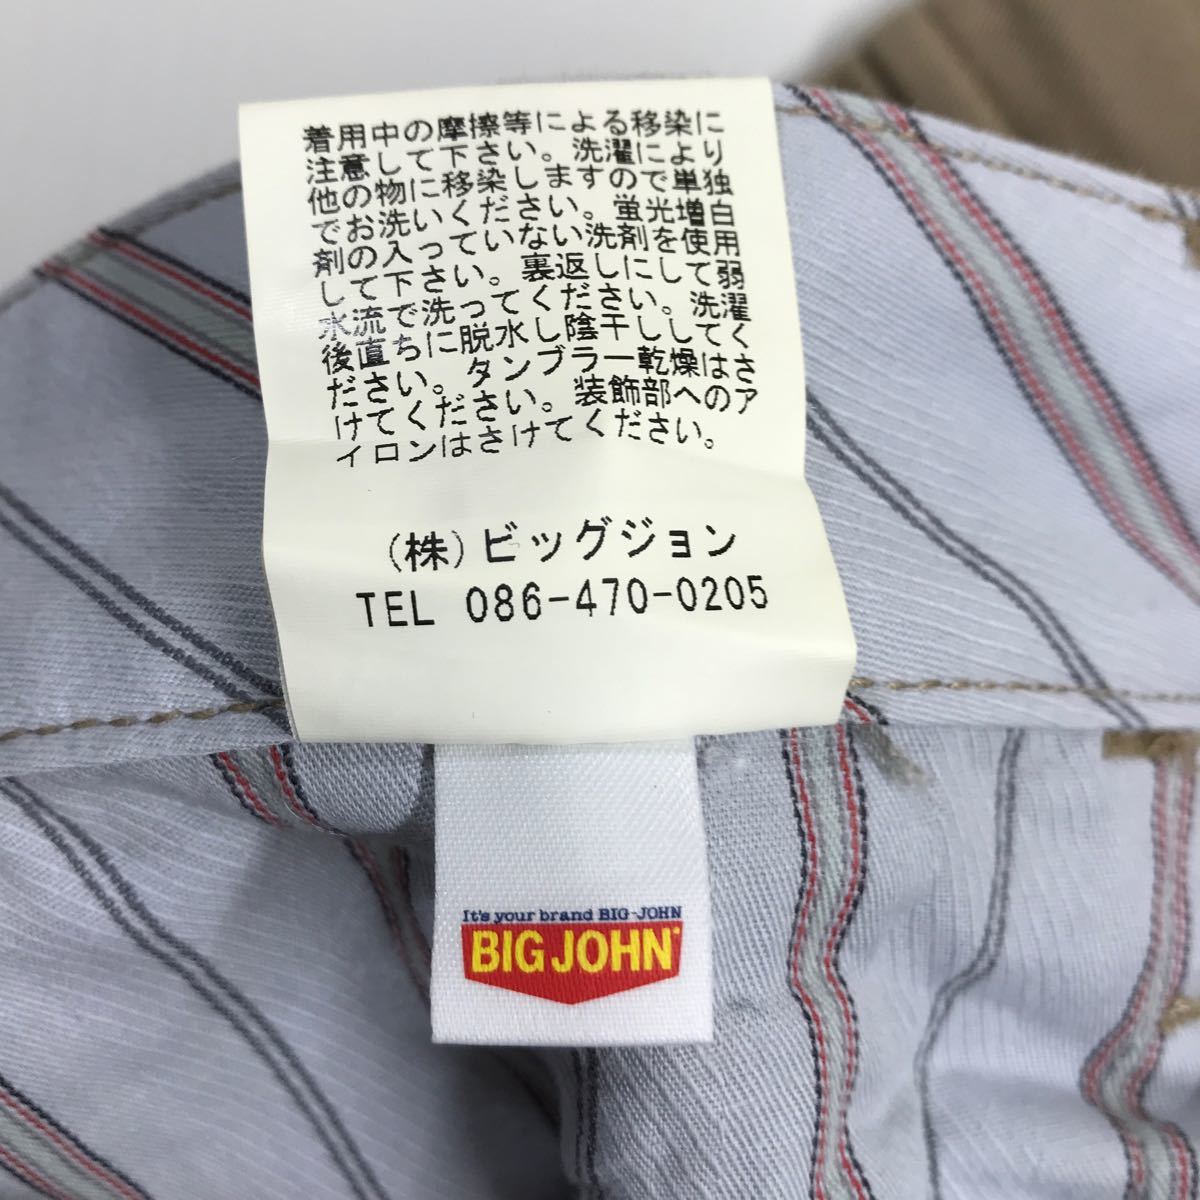 着用中の摩擦等による移染に
注意して下さい。洗濯により
他の物に移染しますので単独
でお洗いください。蛍光増白
剤の入っていない洗剤を使用
して下さい。裏返しにして弱
水流で洗ってください。洗濯
後直ちに脱水し陰干ししてく
ださい。タンブラー乾燥はさ
けてください。装飾部へのア
イロンはさけてください。
(株)ビッグジョン
TEL 086-470-0205
It's your brand BIG-JOHN
BIG JOHN